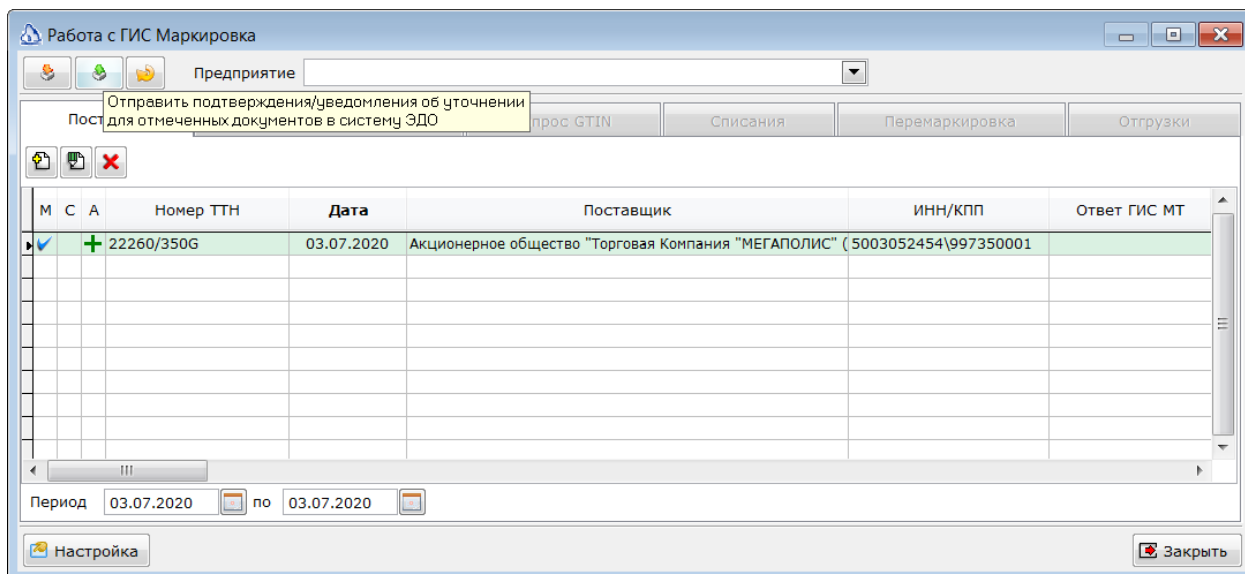 Работа с ГИС Маркировка
Предприятие
Отправить подтверждения/уведомления об уточнении
для отмеченных документов в систему ЭДО
Пост
прос GTIN
Списания
Перемаркировка
Отгрузки
М С А Номер ТТН Дата Поставщик ИНН/КПП Ответ ГИС МТ
22260/350G 03.07.2020 Акционерное общество "Торговая Компания "МЕГАПОЛИС" ( 5003052454\997350001
Период 03.07.2020 по 03.07.2020
Настройка
Закрыть